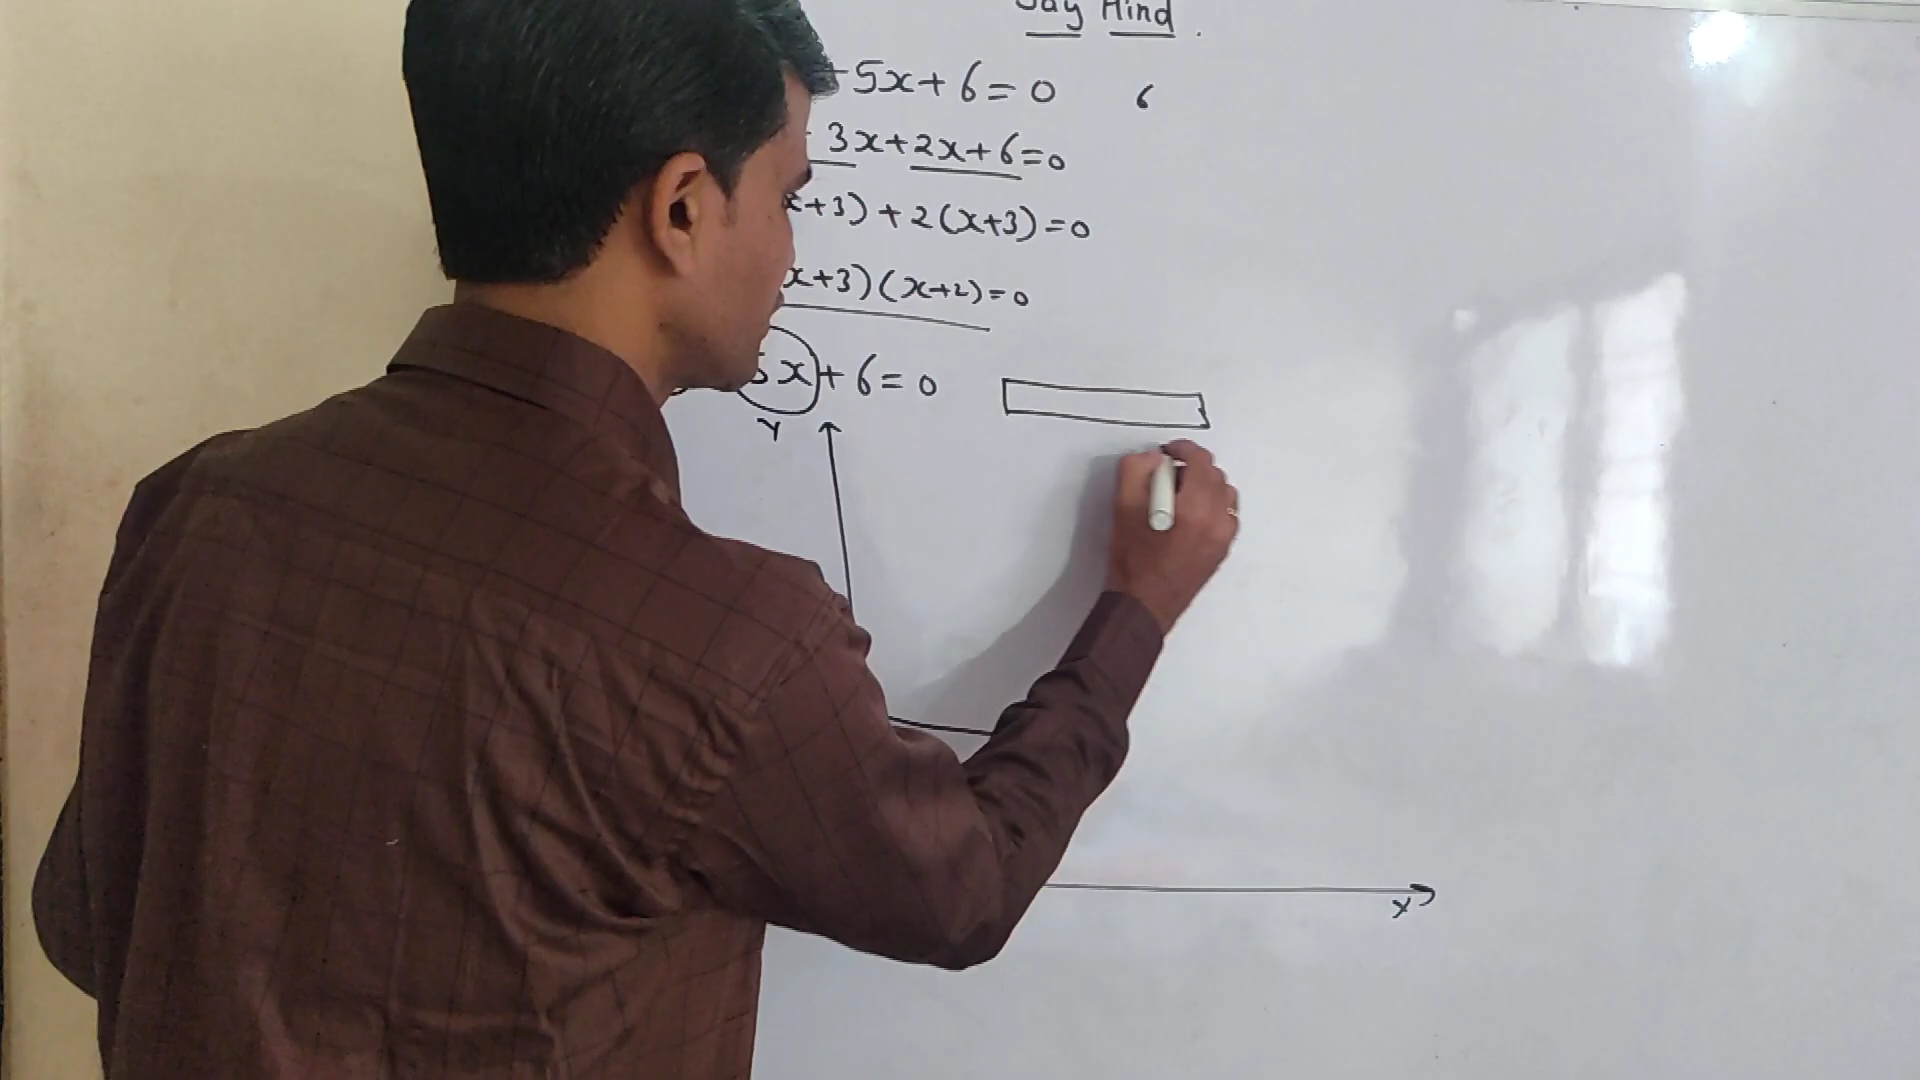 Jay Hind.
+5x+6=0 6
3x+2x+6=0
x+3)+2(x+3)=0
x+3)(x+2)=0
5x+6=0
Y
X